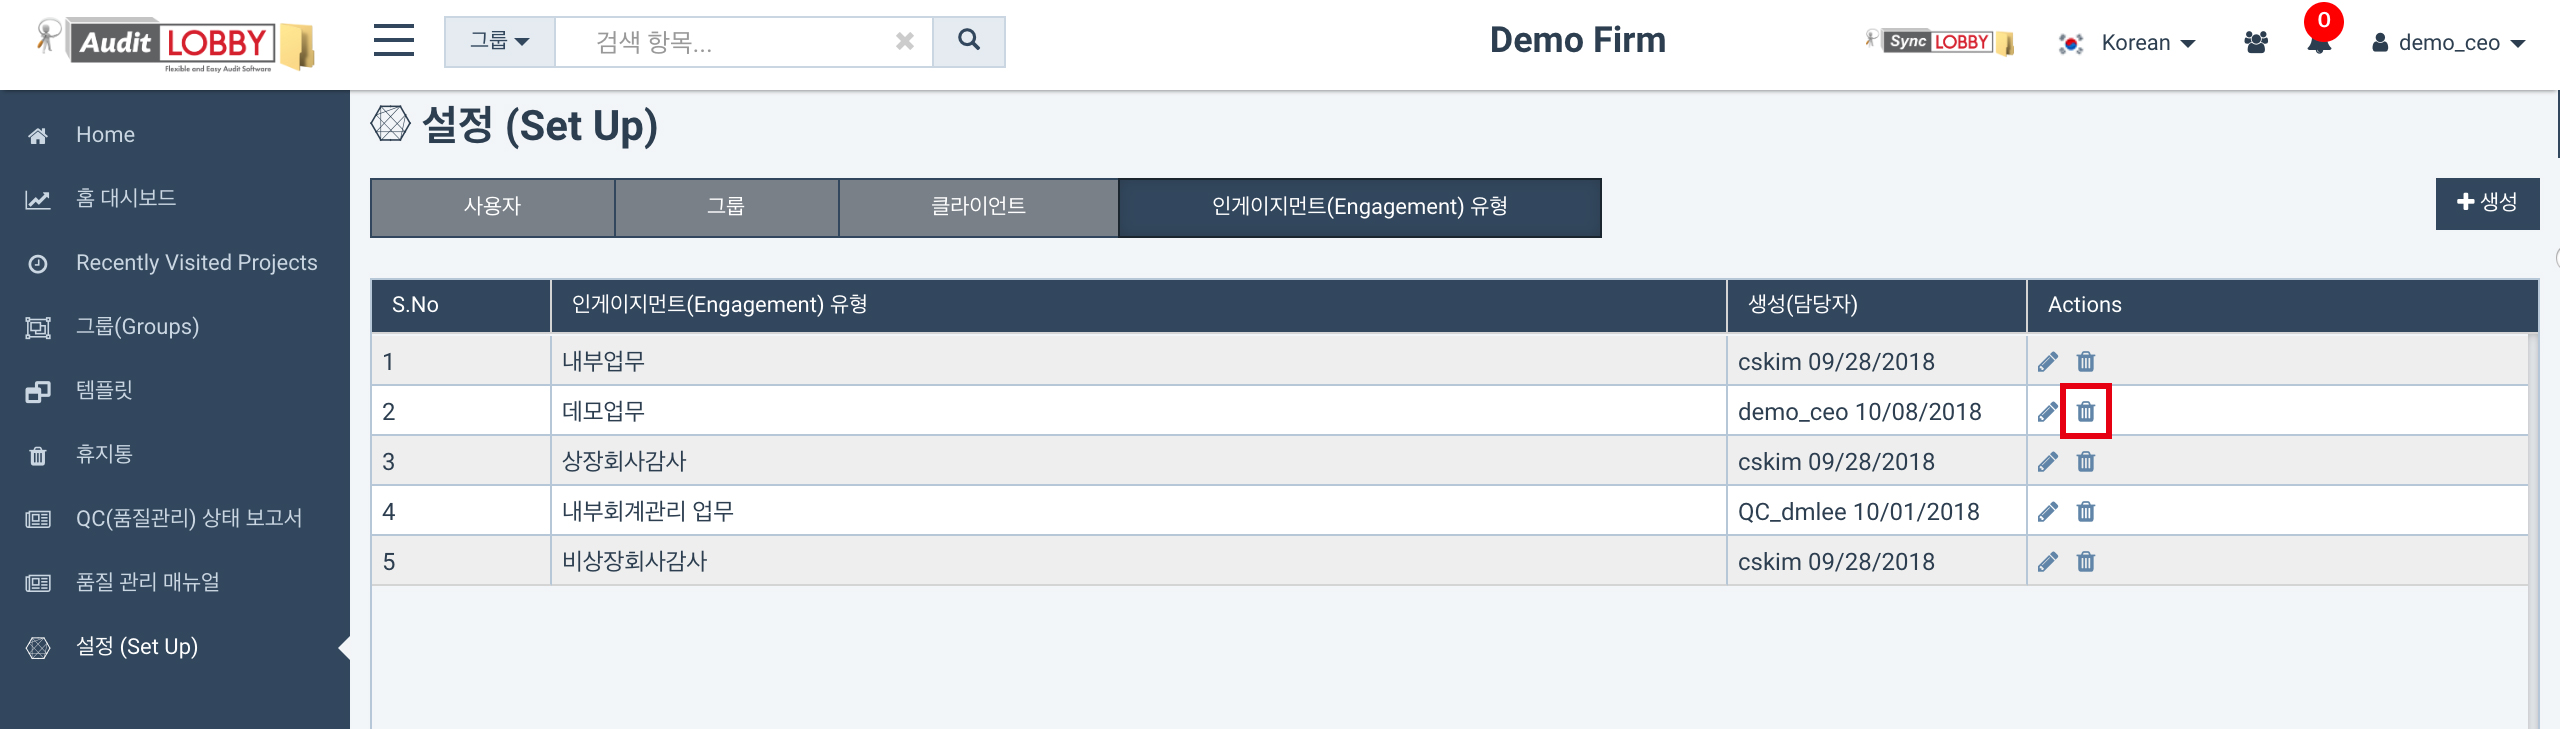 Audit LOBBY
Flexible and Easy Audit Software
그룹
검색 항목...
Demo Firm
Sync LOBBY
Korean
0
demo_ceo
Home
홈 대시보드
Recently Visited Projects
그룹(Groups)
템플릿
휴지통
QC(품질관리) 상태 보고서
품질 관리 매뉴얼
설정 (Set Up)
설정 (Set Up)
사용자 그룹 클라이언트 인게이지먼트(Engagement) 유형
생성
S.No 인게이지먼트(Engagement) 유형 생성(담당자) Actions
1 내부업무 cskim 09/28/2018
2 데모업무 demo_ceo 10/08/2018
3 상장회사감사 cskim 09/28/2018
4 내부회계관리 업무 QC_dmlee 10/01/2018
5 비상장회사감사 cskim 09/28/2018